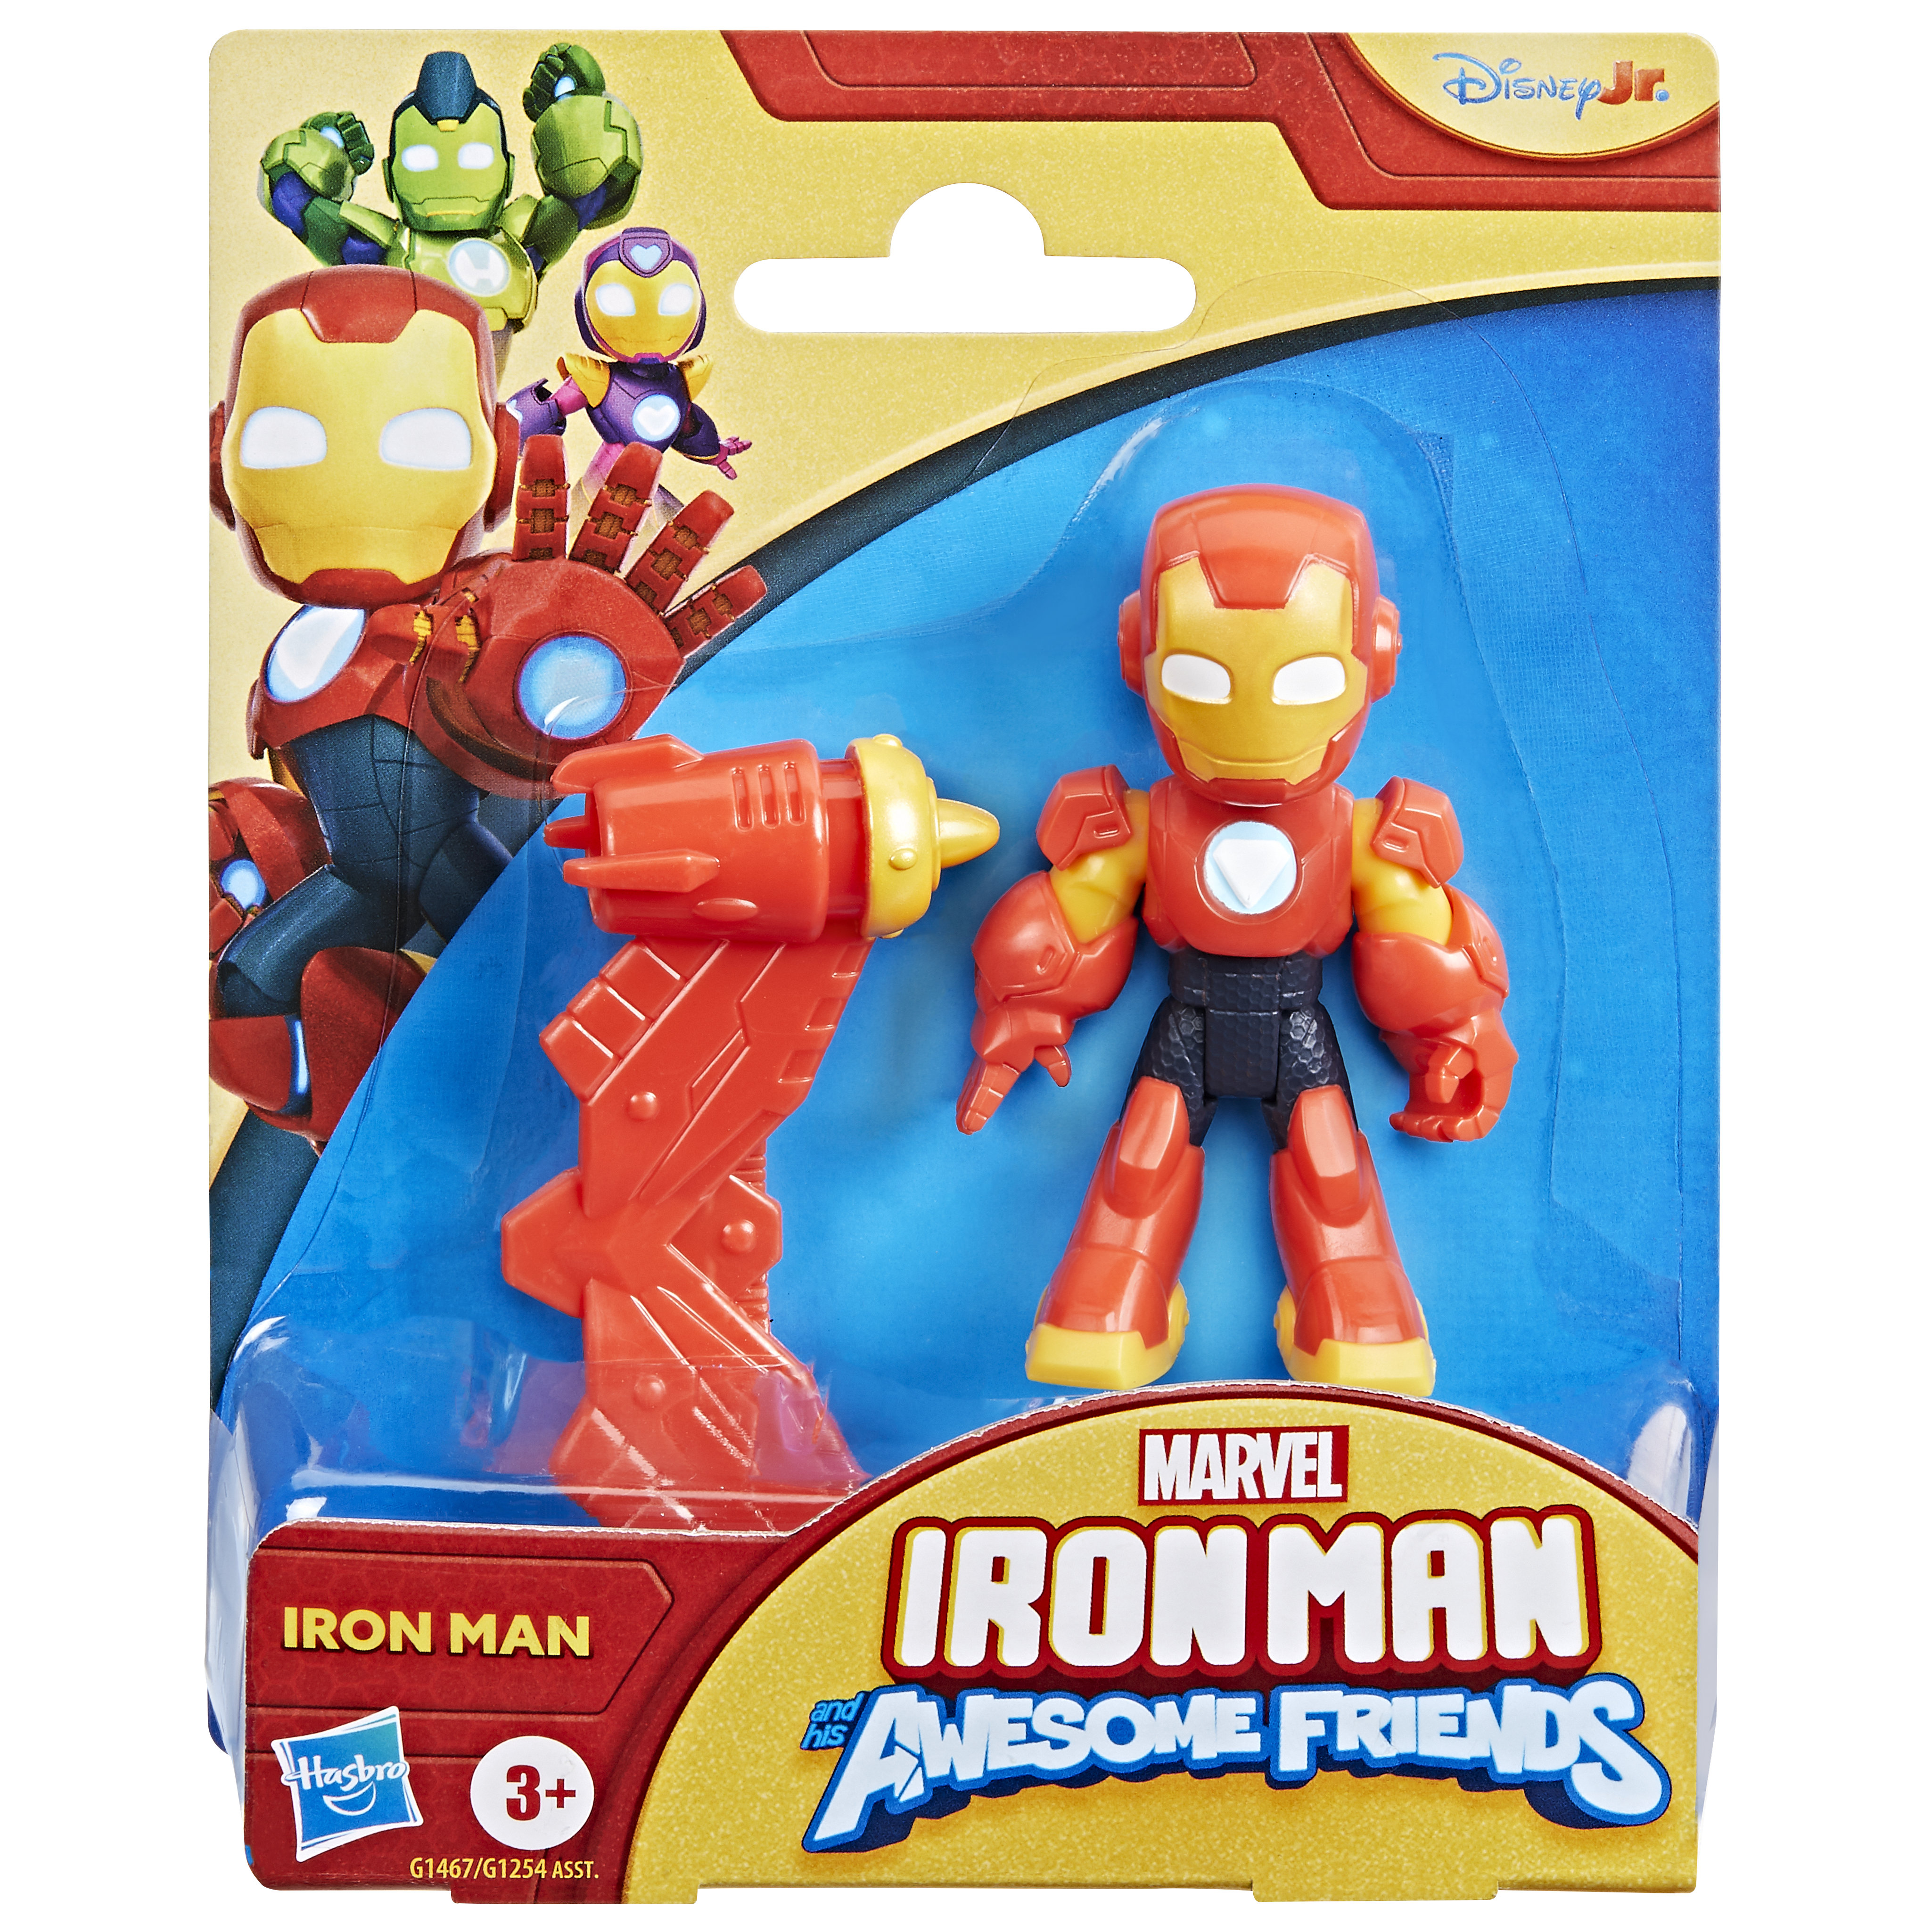 Disney Jr.
MARVEL
IRON MAN
and his
AWESOME FRIENDS
IRON MAN
Hasbro
3+
G1467/G1254 ASST.